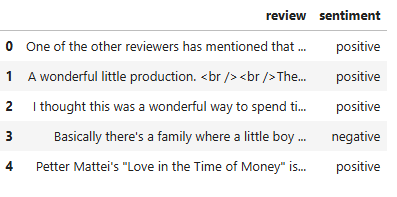 review sentiment
0 One of the other reviewers has mentioned that ... positive
1 A wonderful little production. <br /><br />The... positive
2 I thought this was a wonderful way to spend ti... positive
3 Basically there's a family where a little boy ... negative
4 Petter Mattei's "Love in the Time of Money" is... positive